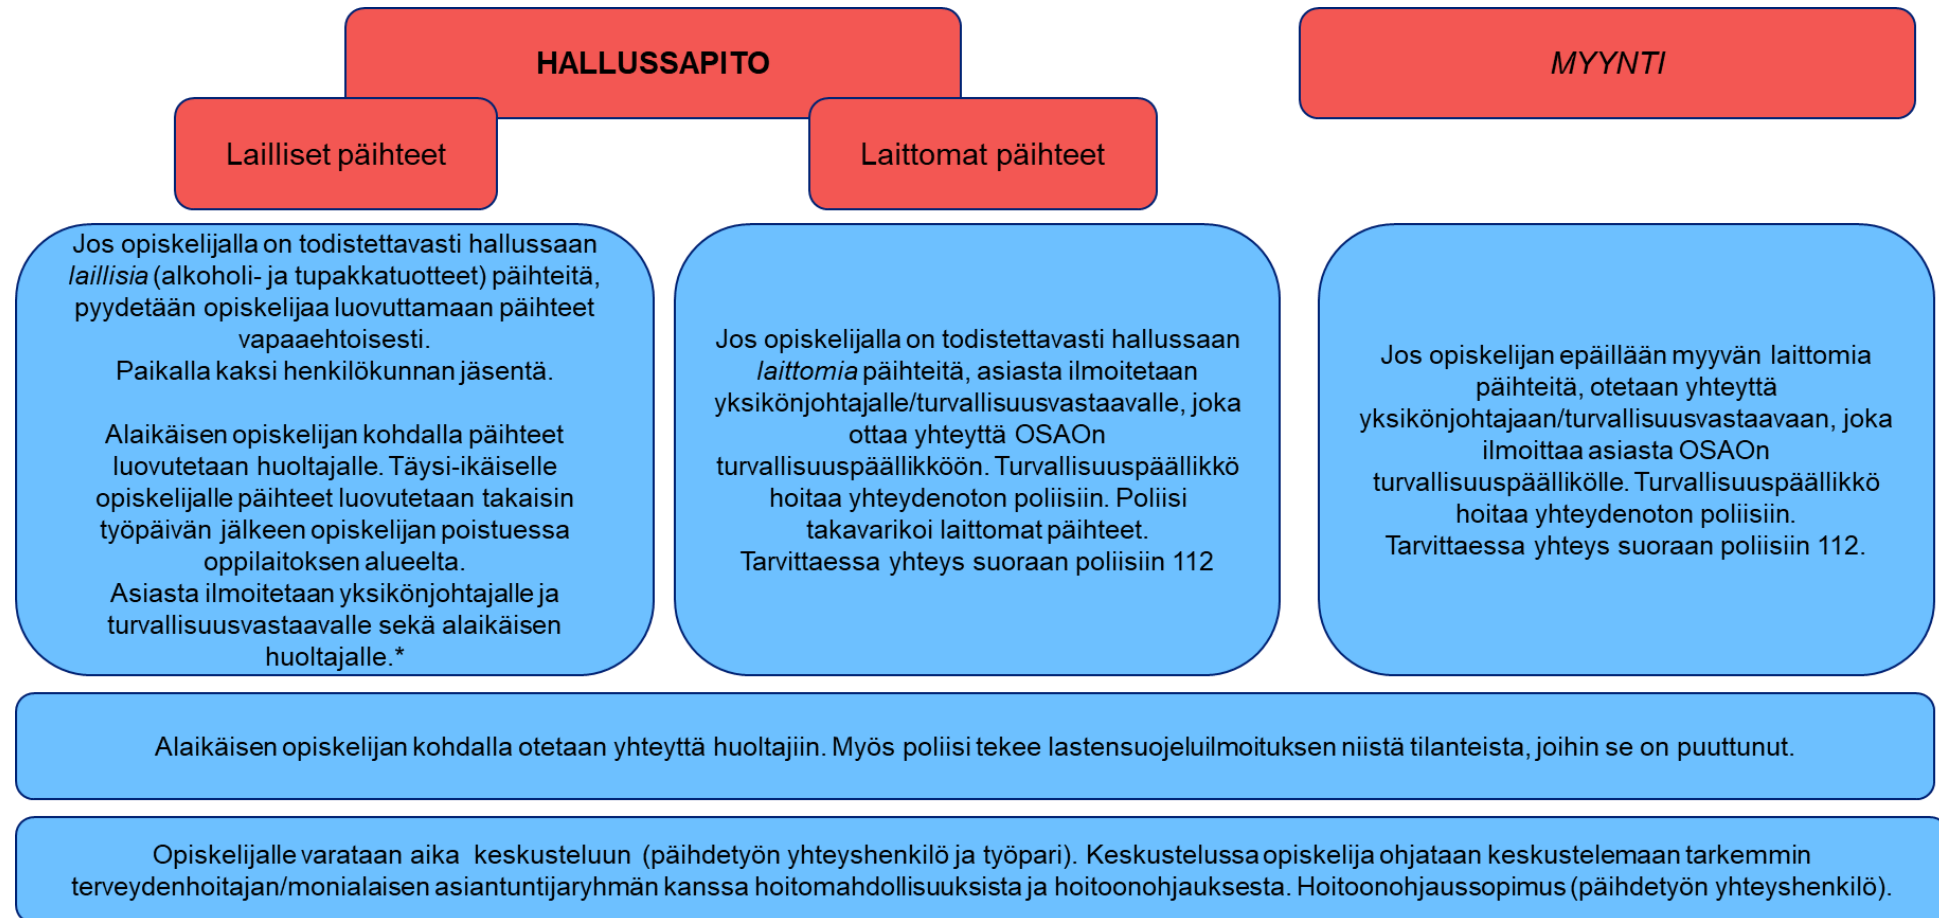 HALLUSSAPITO
MYYNTI
Lailliset päihteet
Laittomat päihteet
Jos opiskelijalla on todistettavasti hallussaan
laillisia (alkoholi- ja tupakkatuotteet) päihteitä,
pyydetään opiskelijaa luovuttamaan päihteet
vapaaehtoisesti.
Paikalla kaksi henkilökunnan jäsentä.
Alaikäisen opiskelijan kohdalla päihteet
luovutetaan huoltajalle. Täysi-ikäiselle
opiskelijalle päihteet luovutetaan takaisin
työpäivän jälkeen opiskelijan poistuessa
oppilaitoksen alueelta.
Asiasta ilmoitetaan yksikönjohtajalle ja
turvallisuusvastaavalle sekä alaikäisen
huoltajalle.*
Jos opiskelijalla on todistettavasti hallussaan
laittomia päihteitä, asiasta ilmoitetaan
yksikönjohtajalle/turvallisuusvastaavalle, joka
ottaa yhteyttä OSAOn
turvallisuuspäällikköön. Turvallisuuspäällikkö
hoitaa yhteydenoton poliisiin. Poliisi
takavarikoi laittomat päihteet.
Tarvittaessa yhteys suoraan poliisiin 112
Jos opiskelijan epäillään myyvän laittomia
päihteitä, otetaan yhteyttä
yksikönjohtajaan/turvallisuusvastaavaan, joka
ilmoittaa asiasta OSAOn
turvallisuuspäällikölle. Turvallisuuspäällikkö
hoitaa yhteydenoton poliisiin.
Tarvittaessa yhteys suoraan poliisiin 112.
Alaikäisen opiskelijan kohdalla otetaan yhteyttä huoltajiin. Myös poliisi tekee lastensuojeluilmoituksen niistä tilanteista, joihin se on puuttunut.
Opiskelijalle varataan aika keskusteluun (päihdetyön yhteyshenkilö ja työpari). Keskustelussa opiskelija ohjataan keskustelemaan tarkemmin
terveydenhoitajan/monialaisen asiantuntijaryhmän kanssa hoitomahdollisuuksista ja hoitoonohjauksesta. Hoitoonohjaussopimus (päihdetyön yhteyshenkilö).